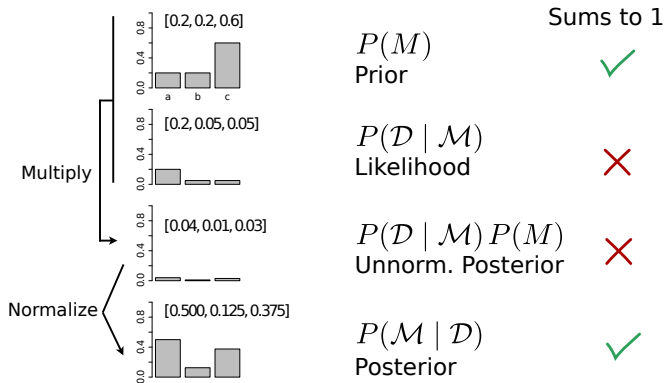 Sums to 1
[0.2, 0.2, 0.6]
0.0 0.4 0.8
a b c
P(M)
Prior
[0.2, 0.05, 0.05]
0.0 0.4 0.8
P(𝒟 | ℳ)
Likelihood
Multiply
[0.04, 0.01, 0.03]
0.0 0.4 0.8
P(𝒟 | ℳ) P(M)
Unnorm. Posterior
Normalize
[0.500, 0.125, 0.375]
0.0 0.4 0.8
P(ℳ | 𝒟)
Posterior